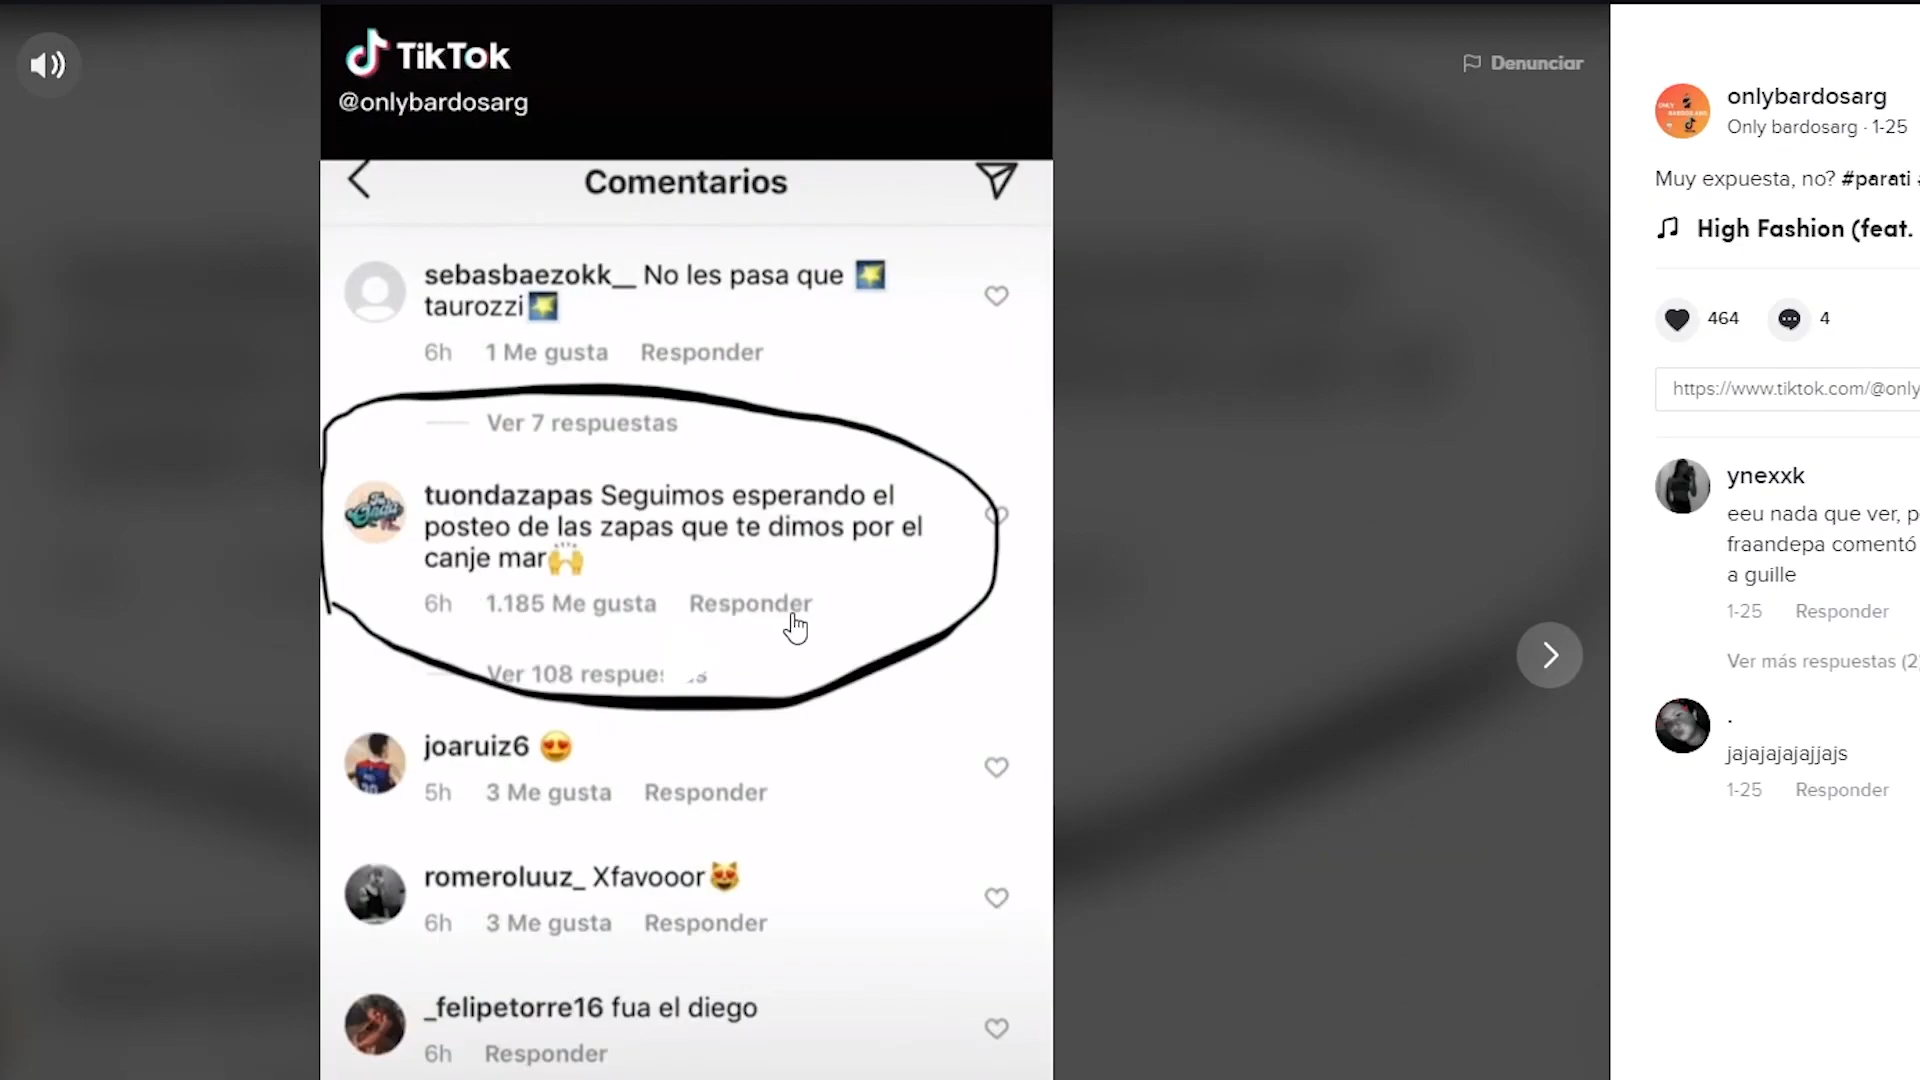 TikTok
@onlybardosarg
Comentarios
sebasbaezokk__ No les pasa que 🌠
taurozzi🌠
6h 1 Me gusta Responder
Ver 7 respuestas
tuondazapas Seguimos esperando el
posteo de las zapas que te dimos por el
canje mar🙌
6h 1.185 Me gusta Responder
Ver 108
joaruiz6 😍
5h 3 Me gusta Responder
romeroluuz_ Xfavooor😻
6h 3 Me gusta Responder
_felipetorre16 fua el diego
6h Responder
Denunciar
onlybardosarg
Only bardosarg · 1-25
Muy expuesta, no? #parati
High Fashion (feat.
464 4
https://www.tiktok.com/@only
ynexxk
eeu nada que ver, p
fraandepa comentó
a guille
1-25 Responder
Ver más respuestas (2
.
jajajajajajjajs
1-25 Responder